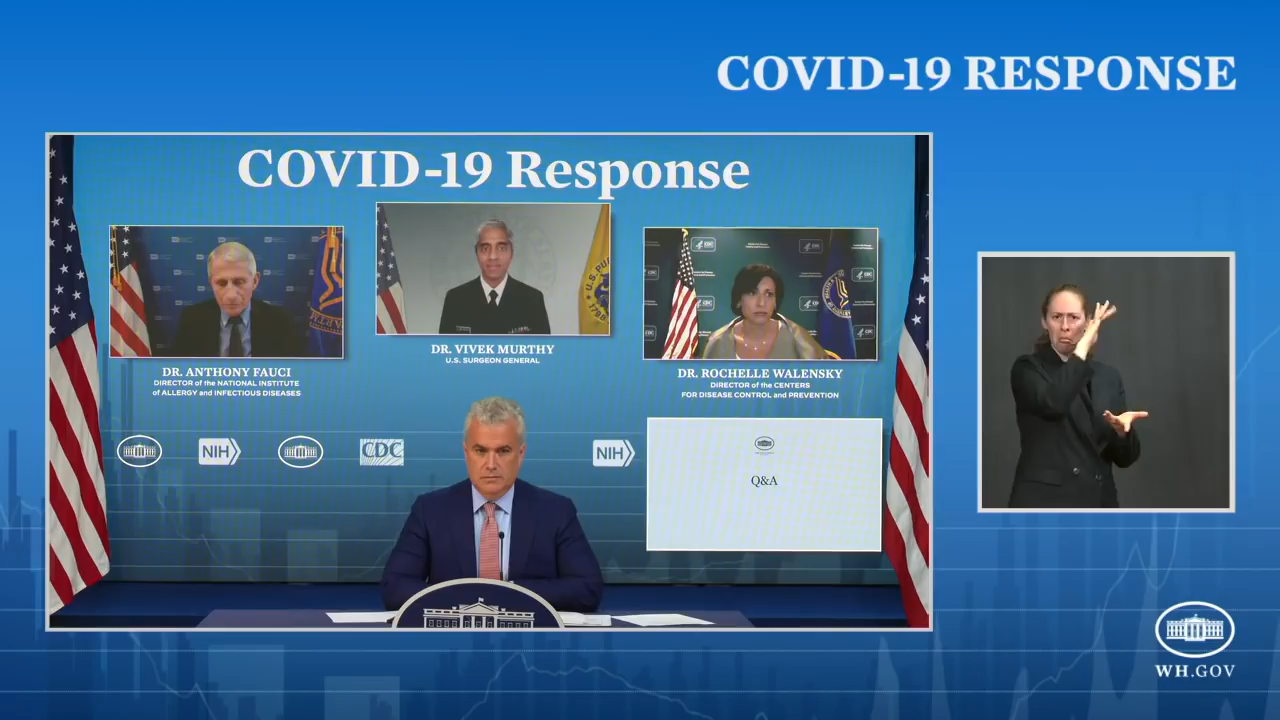 COVID-19 RESPONSE
COVID-19 Response
DR. ANTHONY FAUCI
DIRECTOR of the NATIONAL INSTITUTE
of ALLERGY and INFECTIOUS DISEASES
DR. VIVEK MURTHY
U.S. SURGEON GENERAL
DR. ROCHELLE WALENSKY
DIRECTOR of the CENTERS
FOR DISEASE CONTROL and PREVENTION
NIH
CDC
NIH
Q&A
WH.GOV